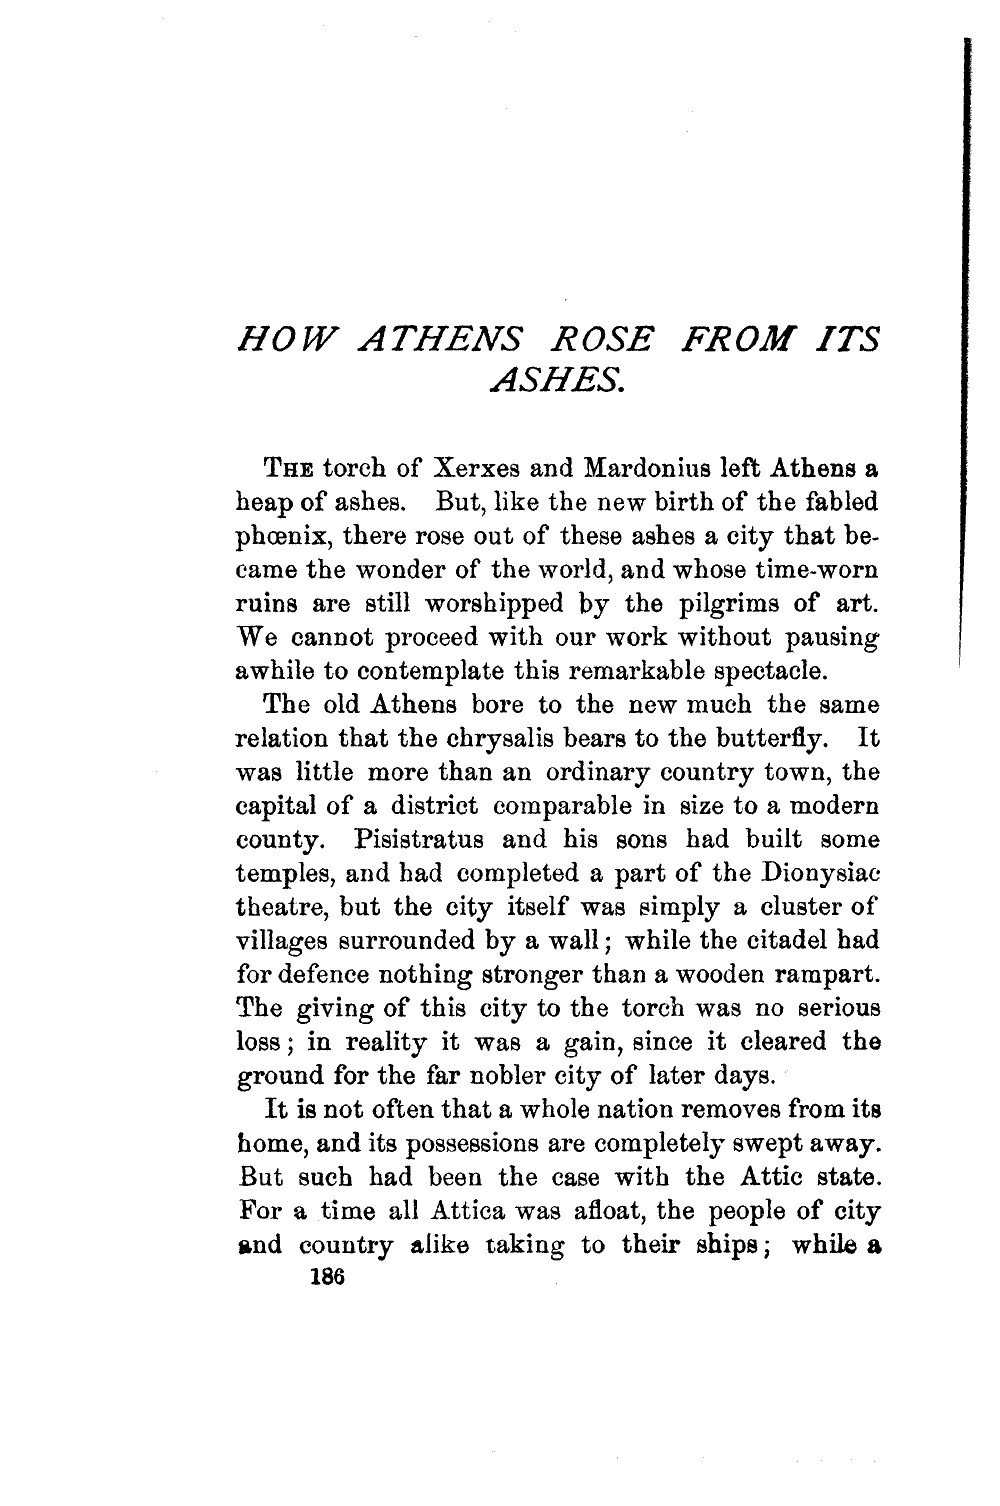 HOW ATHENS ROSE FROM ITS
ASHES.
THE torch of Xerxes and Mardonius left Athens a
heap of ashes. But, like the new birth of the fabled
phœnix, there rose out of these ashes a city that be-
came the wonder of the world, and whose time-worn
ruins are still worshipped by the pilgrims of art.
We cannot proceed with our work without pausing
awhile to contemplate this remarkable spectacle.
The old Athens bore to the new much the same
relation that the chrysalis bears to the butterfly. It
was little more than an ordinary country town, the
capital of a district comparable in size to a modern
county. Pisistratus and his sons had built some
temples, and had completed a part of the Dionysiac
theatre, but the city itself was simply a cluster of
villages surrounded by a wall; while the citadel had
for defence nothing stronger than a wooden rampart.
The giving of this city to the torch was no serious
loss; in reality it was a gain, since it cleared the
ground for the far nobler city of later days.
It is not often that a whole nation removes from its
home, and its possessions are completely swept away.
But such had been the case with the Attic state.
For a time all Attica was afloat, the people of city
and country alike taking to their ships; while a
186